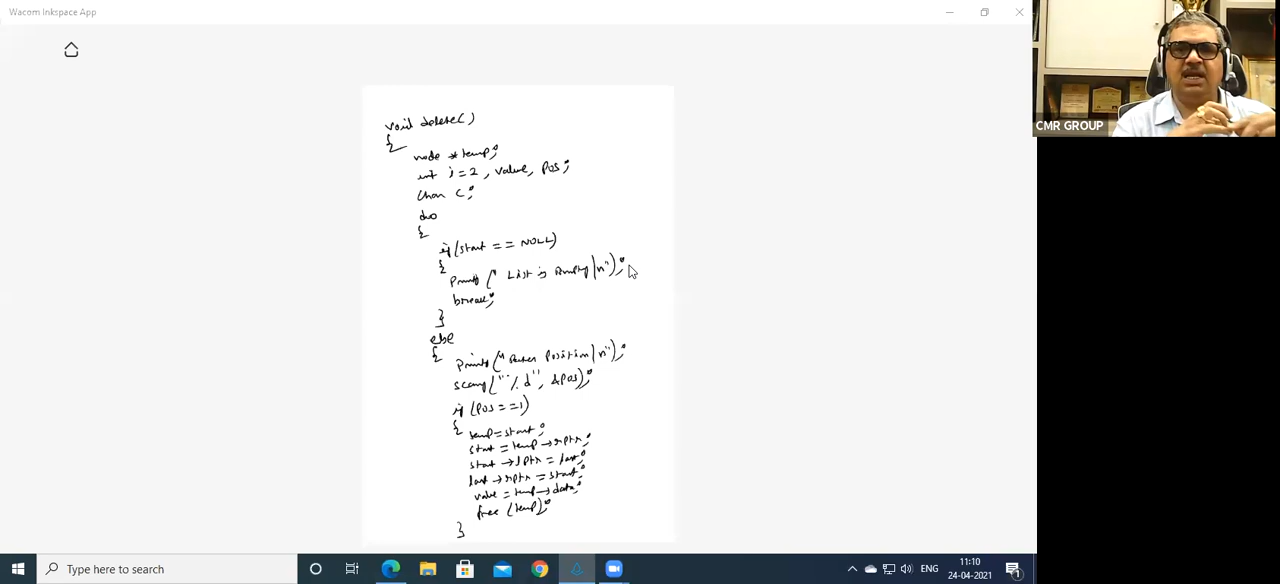 Wacom Inkspace App
CMR GROUP
void delete()
{
node *temp;
int i=2, value, pos;
char c;
do
{
if(start == NULL)
{
printf("List is Empty\n");
break;
}
else
{
printf("Enter Position\n");
scanf("%d", &pos);
if (pos==1)
{
temp=start;
start=temp→rptr;
start→lptr=last;
last→rptr=start;
value=temp→data;
free(temp);
}
Type here to search
ENG
11:10
24-04-2021
1